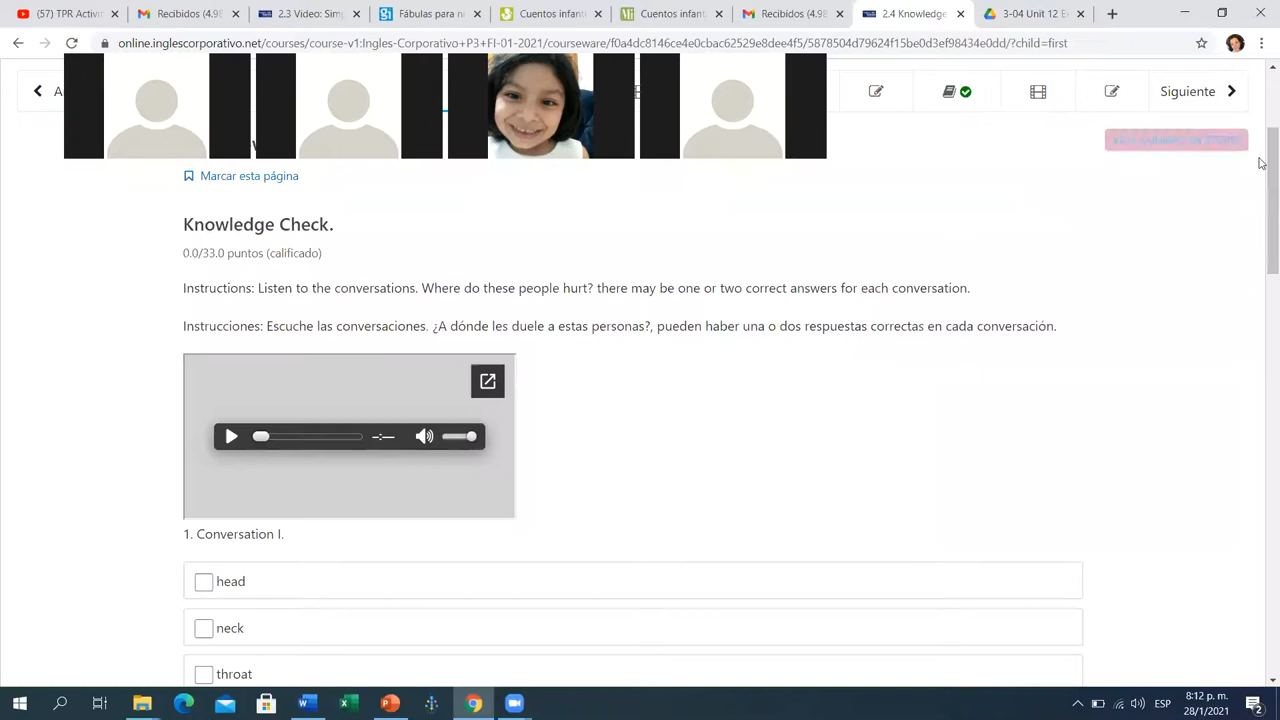 (57) TPR Activi
Recibidos (4.98
2.3 Video: Simp
Fábulas para n
Cuentos infant
Cuentos infant
Recibidos (4.98
2.4 Knowledge
3-04 Unit 12 Ex
online.inglescorporativo.net/courses/course-v1:Ingles-Corporativo+P3+FI-01-2021/courseware/f0a4dc8146ce4e0cbac62529e8dee4f5/5878504d79624f15be0d3ef98434e0dd/?child=first
A
Siguiente
Marcar esta página
Knowledge Check.
0.0/33.0 puntos (calificado)
Instructions: Listen to the conversations. Where do these people hurt? there may be one or two correct answers for each conversation.
Instrucciones: Escuche las conversaciones. ¿A dónde les duele a estas personas?, pueden haber una o dos respuestas correctas en cada conversación.
-:--
1. Conversation I.
head
neck
throat
8:12 p. m.
ESP
28/1/2021
2